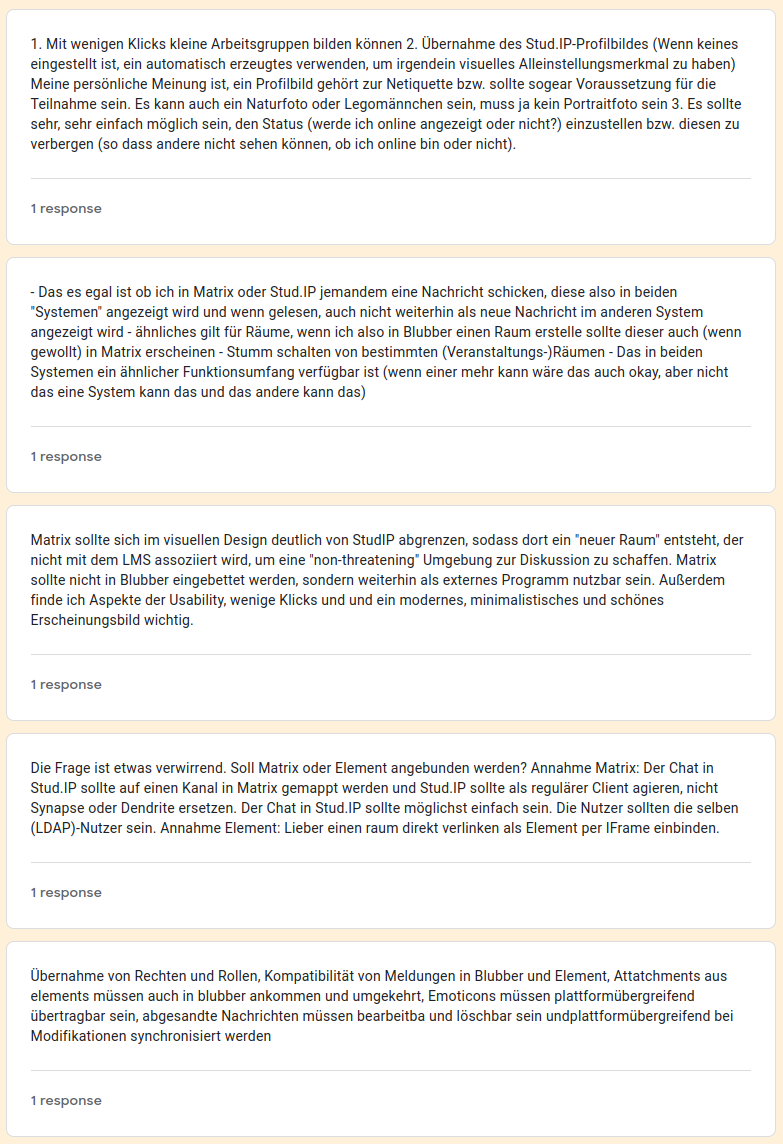 1. Mit wenigen Klicks kleine Arbeitsgruppen bilden können 2. Übernahme des Stud.IP-Profilbildes (Wenn keines
eingestellt ist, ein automatisch erzeugtes verwenden, um irgendein visuelles Alleinstellungsmerkmal zu haben)
Meine persönliche Meinung ist, ein Profilbild gehört zur Netiquette bzw. sollte sogear Voraussetzung für die
Teilnahme sein. Es kann auch ein Naturfoto oder Legomännchen sein, muss ja kein Portraitfoto sein 3. Es sollte
sehr, sehr einfach möglich sein, den Status (werde ich online angezeigt oder nicht?) einzustellen bzw. diesen zu
verbergen (so dass andere nicht sehen können, ob ich online bin oder nicht).
1 response
- Das es egal ist ob ich in Matrix oder Stud.IP jemandem eine Nachricht schicken, diese also in beiden
"Systemen" angezeigt wird und wenn gelesen, auch nicht weiterhin als neue Nachricht im anderen System
angezeigt wird - ähnliches gilt für Räume, wenn ich also in Blubber einen Raum erstelle sollte dieser auch (wenn
gewollt) in Matrix erscheinen - Stumm schalten von bestimmten (Veranstaltungs-)Räumen - Das in beiden
Systemen ein ähnlicher Funktionsumfang verfügbar ist (wenn einer mehr kann wäre das auch okay, aber nicht
das eine System kann das und das andere kann das)
1 response
Matrix sollte sich im visuellen Design deutlich von StudIP abgrenzen, sodass dort ein "neuer Raum" entsteht, der
nicht mit dem LMS assoziiert wird, um eine "non-threatening" Umgebung zur Diskussion zu schaffen. Matrix
sollte nicht in Blubber eingebettet werden, sondern weiterhin als externes Programm nutzbar sein. Außerdem
finde ich Aspekte der Usability, wenige Klicks und und ein modernes, minimalistisches und schönes
Erscheinungsbild wichtig.
1 response
Die Frage ist etwas verwirrend. Soll Matrix oder Element angebunden werden? Annahme Matrix: Der Chat in
Stud.IP sollte auf einen Kanal in Matrix gemappt werden und Stud.IP sollte als regulärer Client agieren, nicht
Synapse oder Dendrite ersetzen. Der Chat in Stud.IP sollte möglichst einfach sein. Die Nutzer sollten die selben
(LDAP)-Nutzer sein. Annahme Element: Lieber einen raum direkt verlinken als Element per IFrame einbinden.
1 response
Übernahme von Rechten und Rollen, Kompatibilität von Meldungen in Blubber und Element, Attatchments aus
elements müssen auch in blubber ankommen und umgekehrt, Emoticons müssen plattformübergreifend
übertragbar sein, abgesandte Nachrichten müssen bearbeitba und löschbar sein undplattformübergreifend bei
Modifikationen synchronisiert werden
1 response